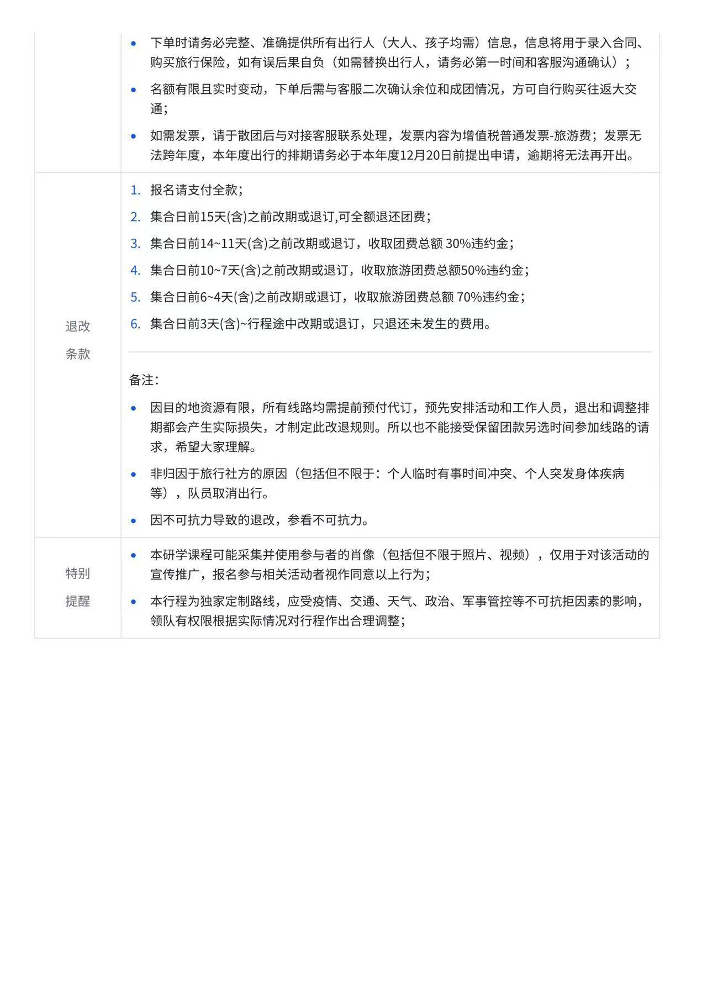 下单时请务必完整、准确提供所有出行人（大人、孩子均需）信息，信息将用于录入合同、
购买旅行保险，如有误后果自负（如需替换出行人，请务必第一时间和客服沟通确认）；
名额有限且实时变动，下单后需与客服二次确认余位和成团情况，方可自行购买往返大交
通；
如需发票，请于散团后与对接客服联系处理，发票内容为增值税普通发票-旅游费；发票无
法跨年度，本年度出行的排期请务必于本年度12月20日前提出申请，逾期将无法再开出。
退改
条款
1. 报名请支付全款；
2. 集合日前15天(含)之前改期或退订,可全额退还团费；
3. 集合日前14~11天(含)之前改期或退订，收取团费总额 30%违约金；
4. 集合日前10~7天(含)之前改期或退订，收取旅游团费总额50%违约金；
5. 集合日前6~4天(含)之前改期或退订，收取旅游团费总额 70%违约金；
6. 集合日前3天(含)~行程途中改期或退订，只退还未发生的费用。
备注：
因目的地资源有限，所有线路均需提前预付代订，预先安排活动和工作人员，退出和调整排
期都会产生实际损失，才制定此改退规则。所以也不能接受保留团款另选时间参加线路的请
求，希望大家理解。
非归因于旅行社方的原因（包括但不限于：个人临时有事时间冲突、个人突发身体疾病
等），队员取消出行。
因不可抗力导致的退改，参看不可抗力。
特别
提醒
本研学课程可能采集并使用参与者的肖像（包括但不限于照片、视频），仅用于对该活动的
宣传推广，报名参与相关活动者视作同意以上行为；
本行程为独家定制路线，应受疫情、交通、天气、政治、军事管控等不可抗拒因素的影响，
领队有权限根据实际情况对行程作出合理调整；